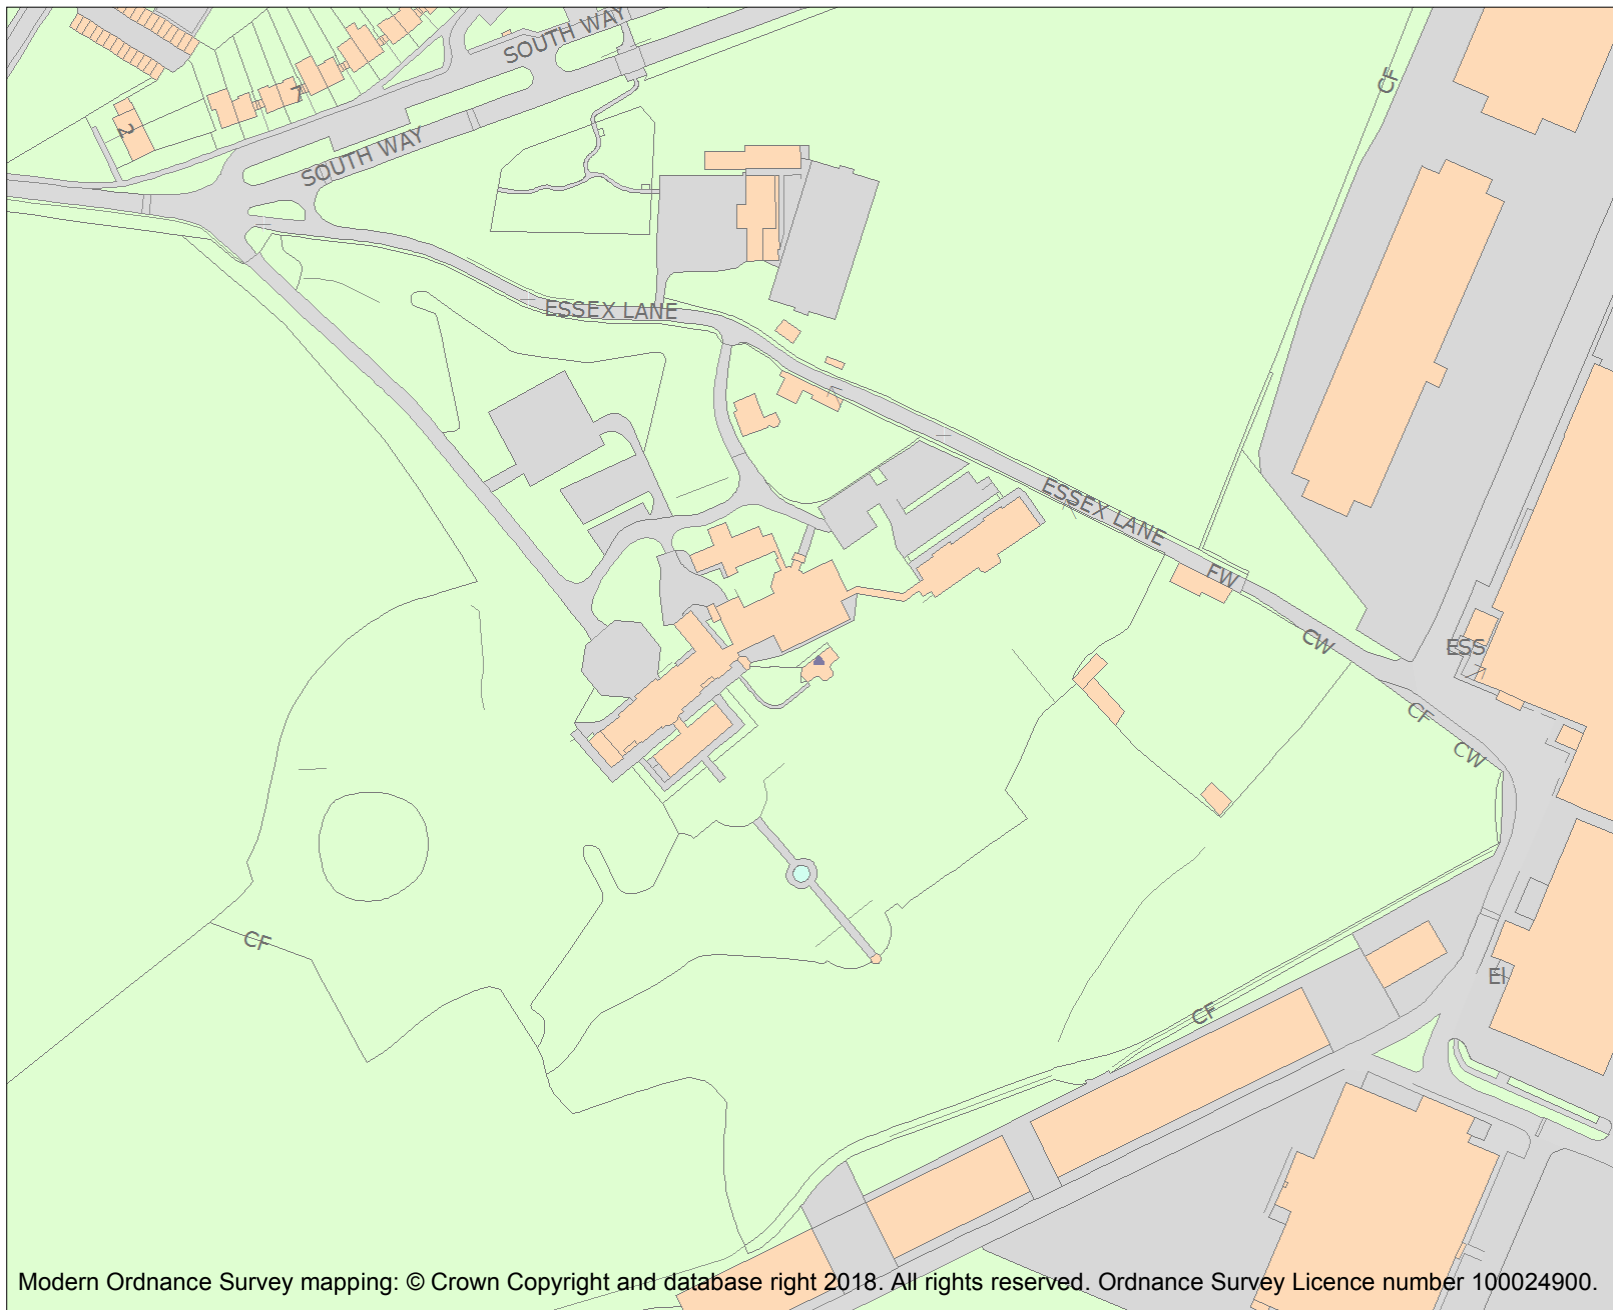 SOUTH WAY
CF
7
2
SOUTH WAY
ESSEX LANE
ESSEX LANE
FW
CW
ESS
CF
CW
CF
El
CF
Modern Ordnance Survey mapping: © Crown Copyright and database right 2018. All rights reserved. Ordnance Survey Licence number 100024900.